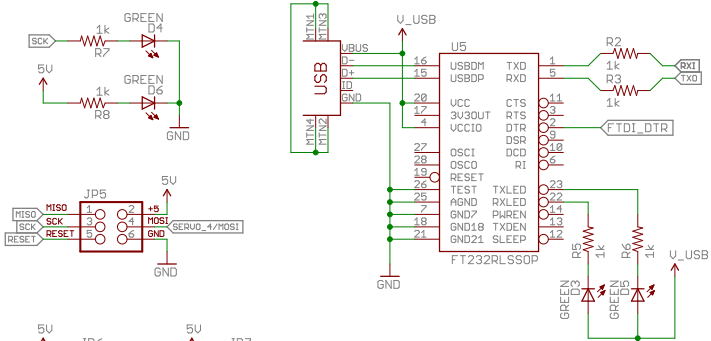 GREEN
D4
SCK
1k
R7
5V
GREEN
D6
1k
R8
GND
JP5
5V
MISO MISO 1 2 +5
SCK SCK 3 4 MOSI SERVO_4/MOSI
RESET RESET 5 6 GND
GND
5V
5V
MTN1
MTN3
USB
VBUS
D-
D+
ID
GND
MTN4
MTN2
V_USB
U5
16 USBDM TXD 1
15 USBDP RXD 5
20 VCC CTS 11
17 3V3OUT RTS 3
4 VCCIO DTR 2
DSR 9
27 OSCI DCD 10
28 OSCO RI 6
19 RESET
26 TEST TXLED 23
25 AGND RXLED 22
7 GND7 PWREN 14
18 GND18 TXDEN 13
21 GND21 SLEEP 12
FT232RLSSOP
GND
R2
1k
RXI
R3
1k
TXO
FTDI_DTR
R5
1k
R6
1k
V_USB
GREEN
D3
GREEN
D5